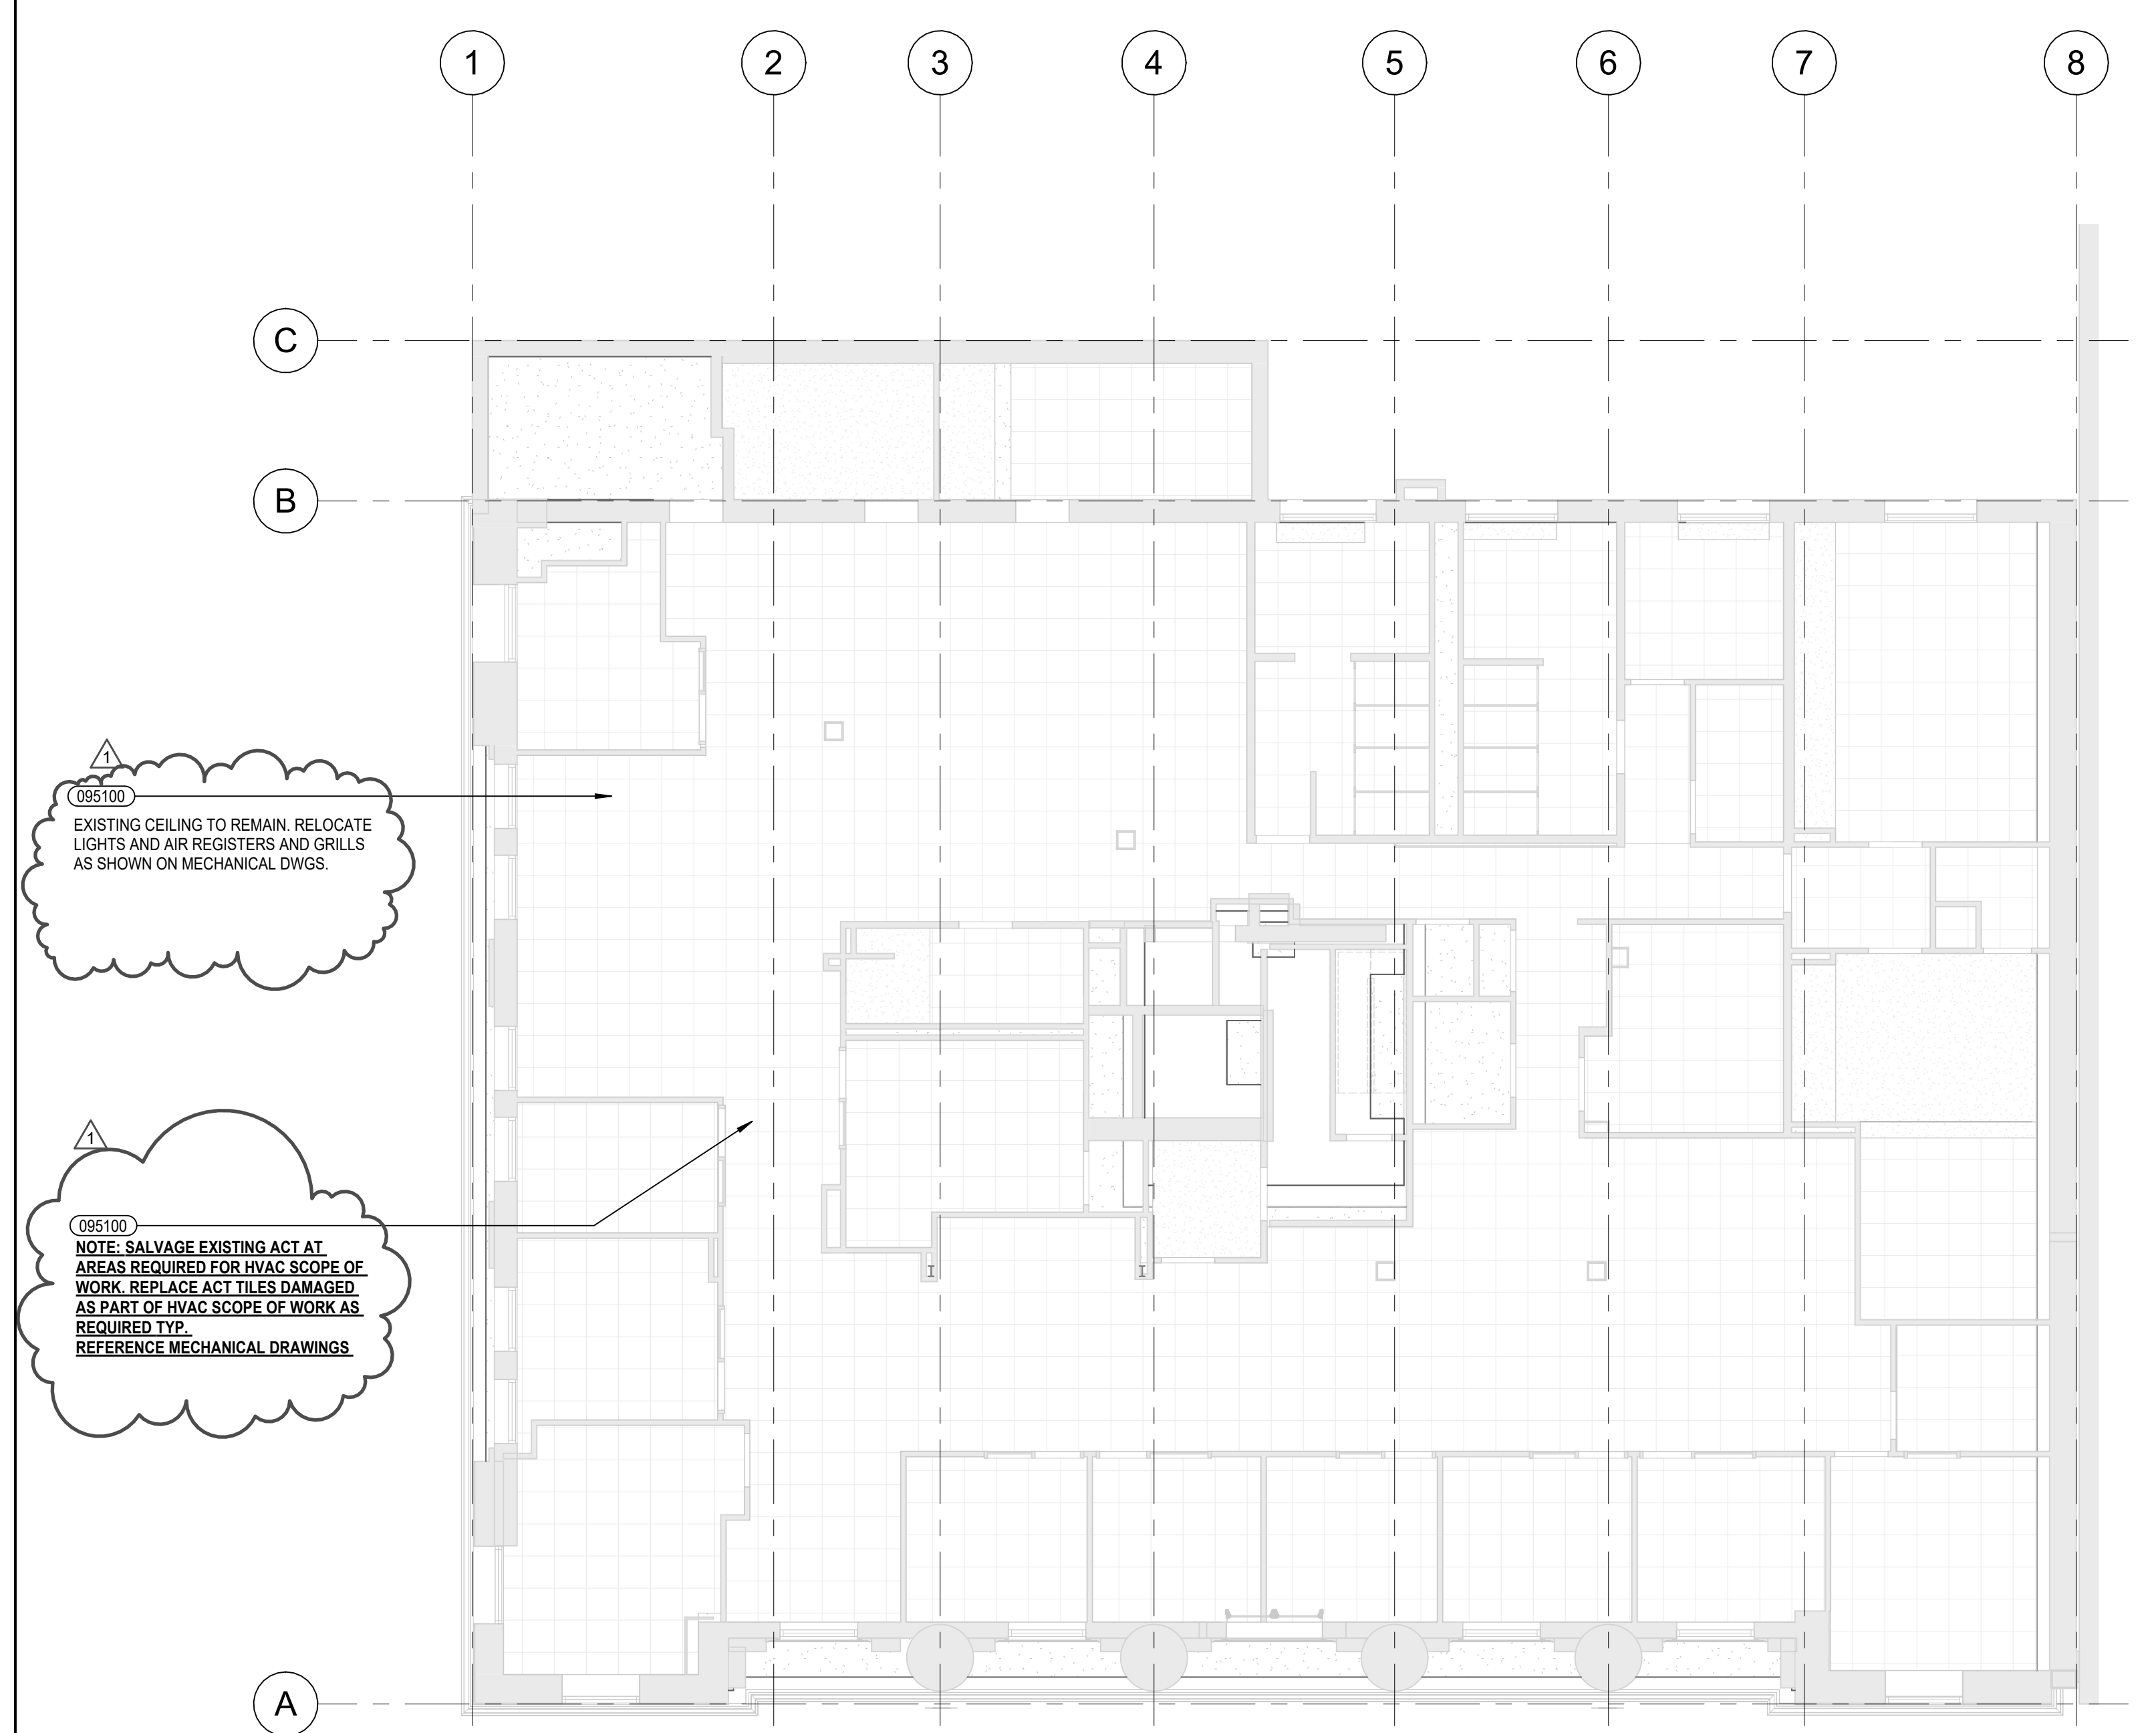 1 2 3 4 5 6 7 8
C
B
1
095100
EXISTING CEILING TO REMAIN. RELOCATE
LIGHTS AND AIR REGISTERS AND GRILLS
AS SHOWN ON MECHANICAL DWGS.
1
095100
NOTE: SALVAGE EXISTING ACT AT
AREAS REQUIRED FOR HVAC SCOPE OF
WORK. REPLACE ACT TILES DAMAGED
AS PART OF HVAC SCOPE OF WORK AS
REQUIRED TYP.
REFERENCE MECHANICAL DRAWINGS
A